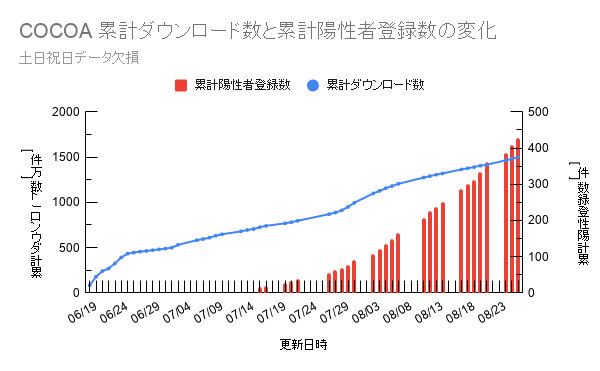 COCOA 累計ダウンロード数と累計陽性者登録数の変化
土日祝日データ欠損
累計陽性者登録数 累計ダウンロード数
2000
1500
1000
500
0
累計ダウンロード数［万件］
500
400
300
200
100
0
累計陽性登録数［件］
06/19 06/24 06/29 07/04 07/09 07/14 07/19 07/24 07/29 08/03 08/08 08/13 08/18 08/23
更新日時